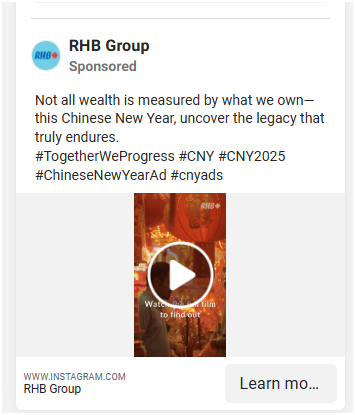 RHB
RHB Group
Sponsored
Not all wealth is measured by what we own—
this Chinese New Year, uncover the legacy that
truly endures.
#TogetherWeProgress #CNY #CNY2025
#ChineseNewYearAd #cnyads
RHB
Watch the full film
to find out
WWW.INSTAGRAM.COM
RHB Group
Learn mo...